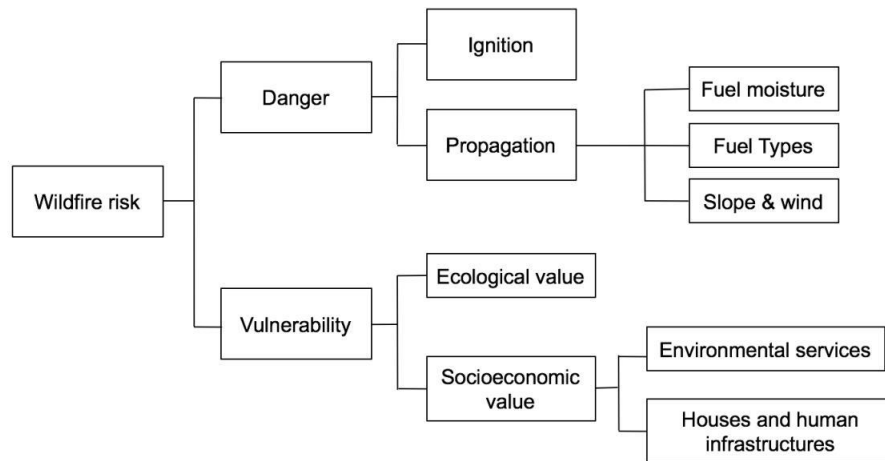 Ignition
Danger
Fuel moisture
Propagation
Fuel Types
Wildfire risk
Slope & wind
Ecological value
Vulnerability
Environmental services
Socioeconomic
value
Houses and human
infrastructures